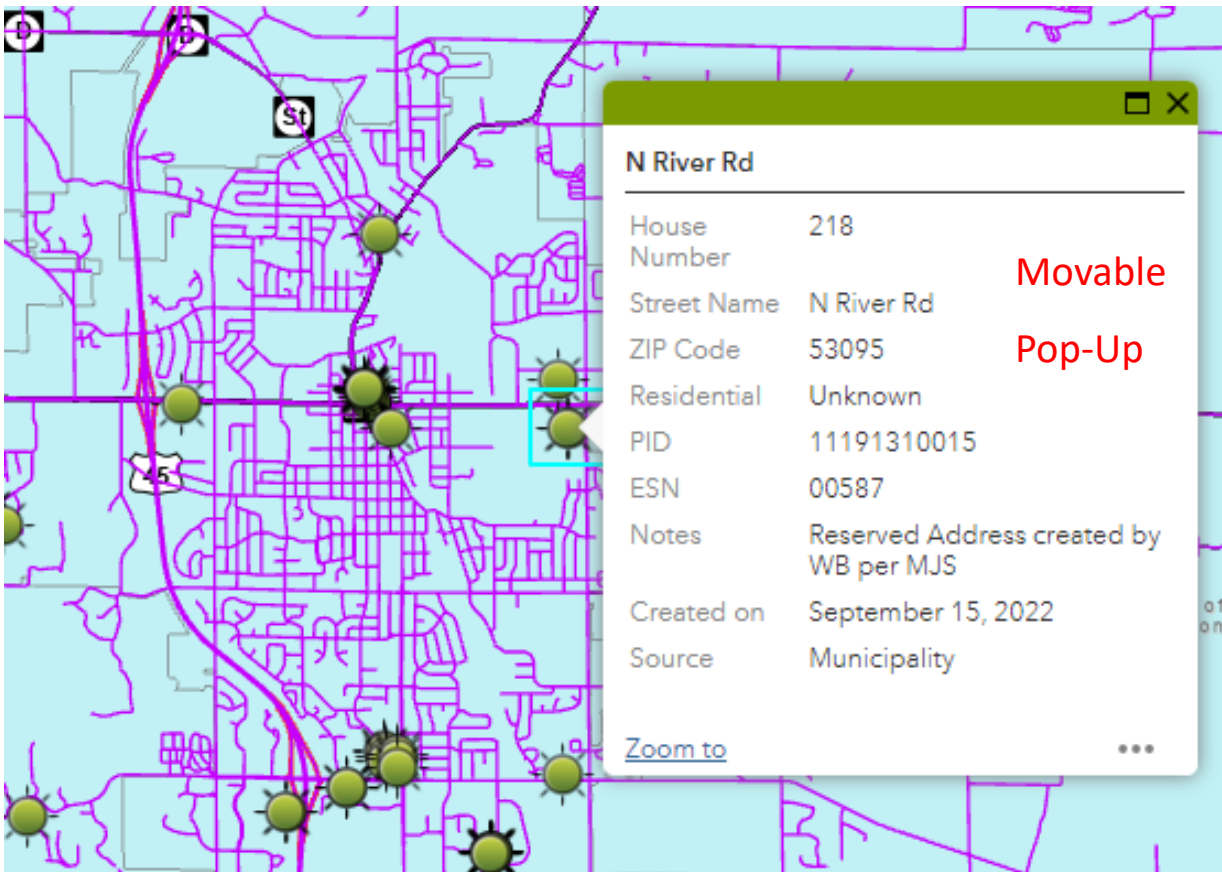 D
D
St
45
N River Rd
House Number 218
Movable
Street Name N River Rd
ZIP Code 53095
Pop-Up
Residential Unknown
PID 11191310015
ESN 00587
Notes Reserved Address created by
WB per MJS
Created on September 15, 2022
Source Municipality
Zoom to